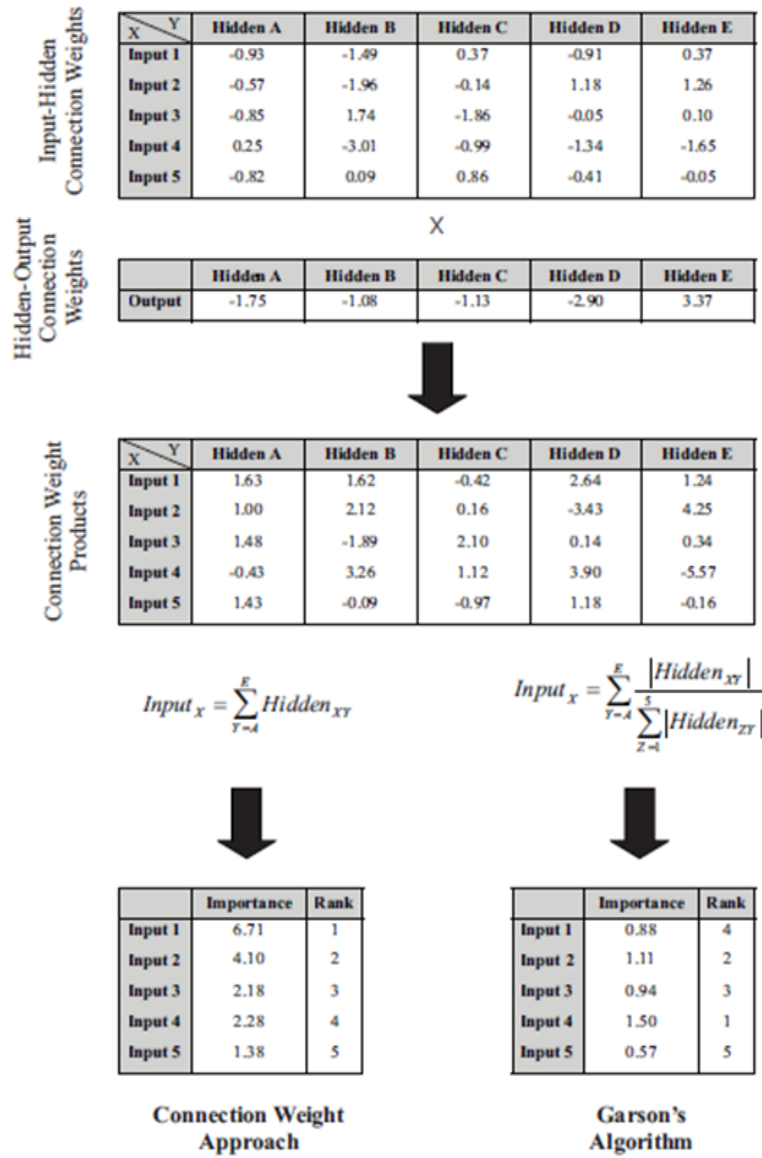 Input-Hidden
Connection Weights
X Y Hidden A Hidden B Hidden C Hidden D Hidden E
Input 1 -0.93 -1.49 0.37 -0.91 0.37
Input 2 -0.57 -1.96 -0.14 1.18 1.26
Input 3 -0.85 1.74 -1.86 -0.05 0.10
Input 4 0.25 -3.01 -0.99 -1.34 -1.65
Input 5 -0.82 0.09 0.86 -0.41 -0.05
X
Hidden-Output
Connection
Weights
Hidden A Hidden B Hidden C Hidden D Hidden E
Output -1.75 -1.08 -1.13 -2.90 3.37
Connection Weight
Products
X Y Hidden A Hidden B Hidden C Hidden D Hidden E
Input 1 1.63 1.62 -0.42 2.64 1.24
Input 2 1.00 2.12 0.16 -3.43 4.25
Input 3 1.48 -1.89 2.10 0.14 0.34
Input 4 -0.43 3.26 1.12 3.90 -5.57
Input 5 1.43 -0.09 -0.97 1.18 -0.16
Input_X = ∑_{Y=A}^{E} Hidden_{XY}
Input_X = ∑_{Y=A}^{E} |Hidden_{XY}| / ∑_{Z=1}^{5} |Hidden_{ZY}|
Importance Rank
Input 1 6.71 1
Input 2 4.10 2
Input 3 2.18 3
Input 4 2.28 4
Input 5 1.38 5
Connection Weight
Approach
Importance Rank
Input 1 0.88 4
Input 2 1.11 2
Input 3 0.94 3
Input 4 1.50 1
Input 5 0.57 5
Garson's
Algorithm